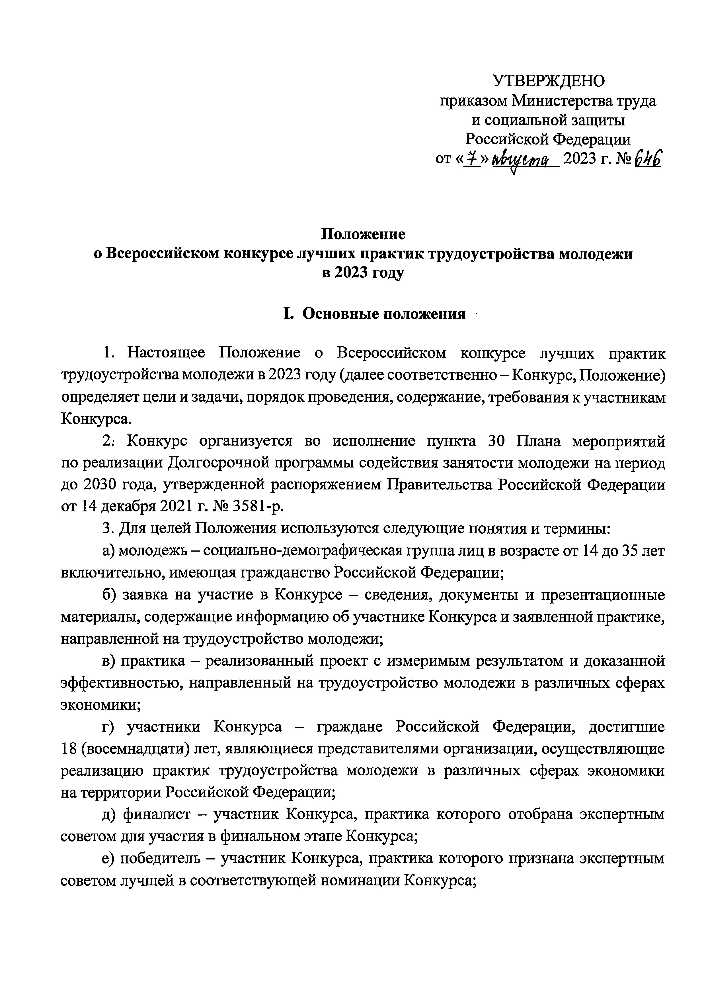 УТВЕРЖДЕНО
приказом Министерства труда
и социальной защиты
Российской Федерации
от «7» августа 2023 г. № 646
Положение
о Всероссийском конкурсе лучших практик трудоустройства молодежи
в 2023 году
I. Основные положения
1. Настоящее Положение о Всероссийском конкурсе лучших практик
трудоустройства молодежи в 2023 году (далее соответственно – Конкурс, Положение)
определяет цели и задачи, порядок проведения, содержание, требования к участникам
Конкурса.
2. Конкурс организуется во исполнение пункта 30 Плана мероприятий
по реализации Долгосрочной программы содействия занятости молодежи на период
до 2030 года, утвержденной распоряжением Правительства Российской Федерации
от 14 декабря 2021 г. № 3581-р.
3. Для целей Положения используются следующие понятия и термины:
а) молодежь – социально-демографическая группа лиц в возрасте от 14 до 35 лет
включительно, имеющая гражданство Российской Федерации;
б) заявка на участие в Конкурсе – сведения, документы и презентационные
материалы, содержащие информацию об участнике Конкурса и заявленной практике,
направленной на трудоустройство молодежи;
в) практика – реализованный проект с измеримым результатом и доказанной
эффективностью, направленный на трудоустройство молодежи в различных сферах
экономики;
г) участники Конкурса – граждане Российской Федерации, достигшие
18 (восемнадцати) лет, являющиеся представителями организации, осуществляющие
реализацию практик трудоустройства молодежи в различных сферах экономики
на территории Российской Федерации;
д) финалист – участник Конкурса, практика которого отобрана экспертным
советом для участия в финальном этапе Конкурса;
е) победитель – участник Конкурса, практика которого признана экспертным
советом лучшей в соответствующей номинации Конкурса;